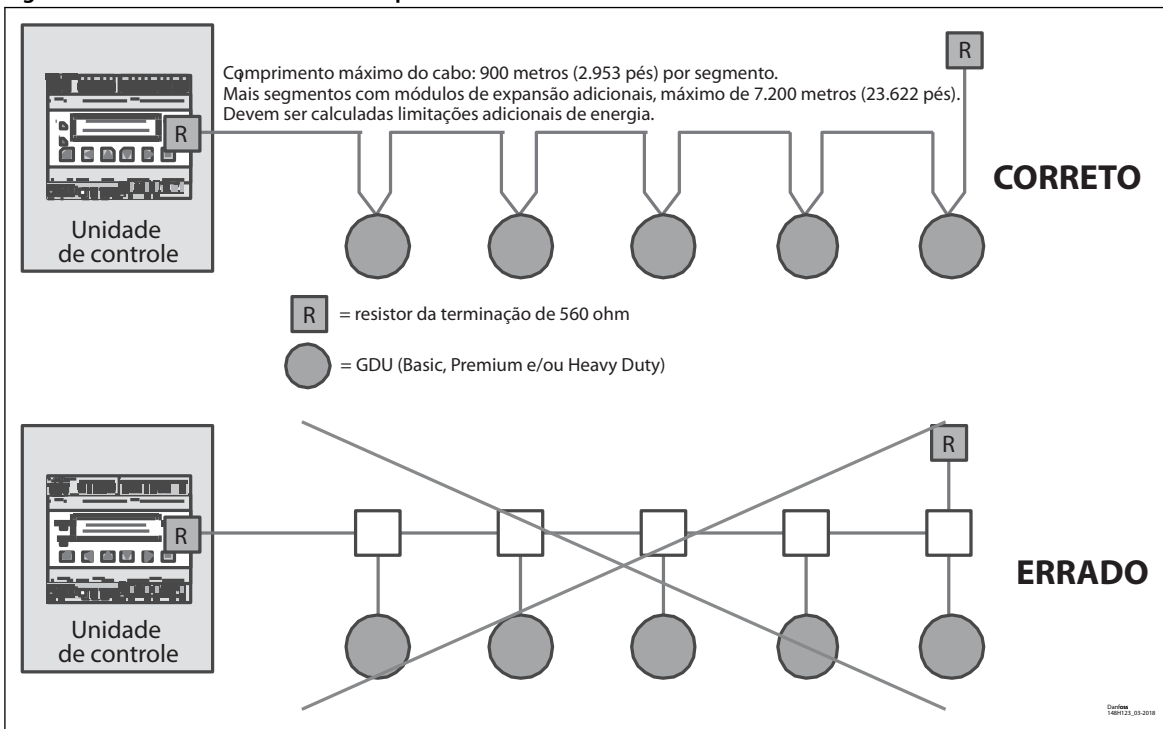 R
Comprimento máximo do cabo: 900 metros (2.953 pés) por segmento.
Mais segmentos com módulos de expansão adicionais, máximo de 7.200 metros (23.622 pés).
Devem ser calculadas limitações adicionais de energia.
R
CORRETO
Unidade
de controle
R = resistor da terminação de 560 ohm
= GDU (Basic, Premium e/ou Heavy Duty)
R
R
ERRADO
Unidade
de controle
Danfoss
148H123_03-2018